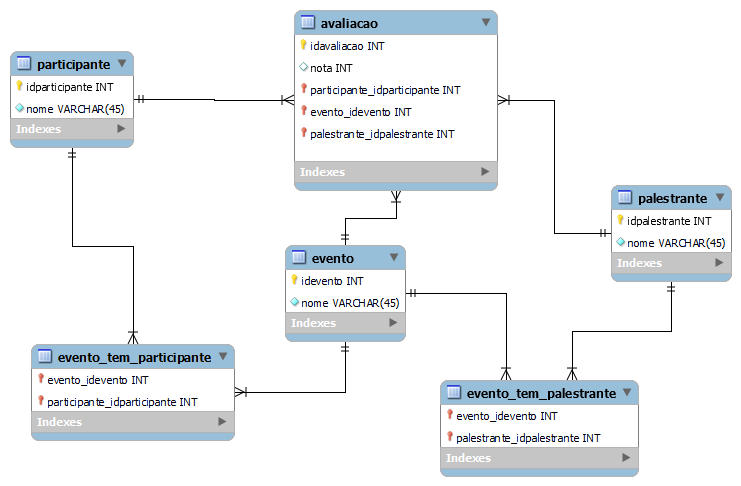 avaliacao
idavaliacao INT
nota INT
participante_idparticipante INT
evento_idevento INT
palestrante_idpalestrante INT
Indexes
participante
idparticipante INT
nome VARCHAR(45)
Indexes
palestrante
idpalestrante INT
nome VARCHAR(45)
Indexes
evento
idevento INT
nome VARCHAR(45)
Indexes
evento_tem_participante
evento_idevento INT
participante_idparticipante INT
Indexes
evento_tem_palestrante
evento_idevento INT
palestrante_idpalestrante INT
Indexes